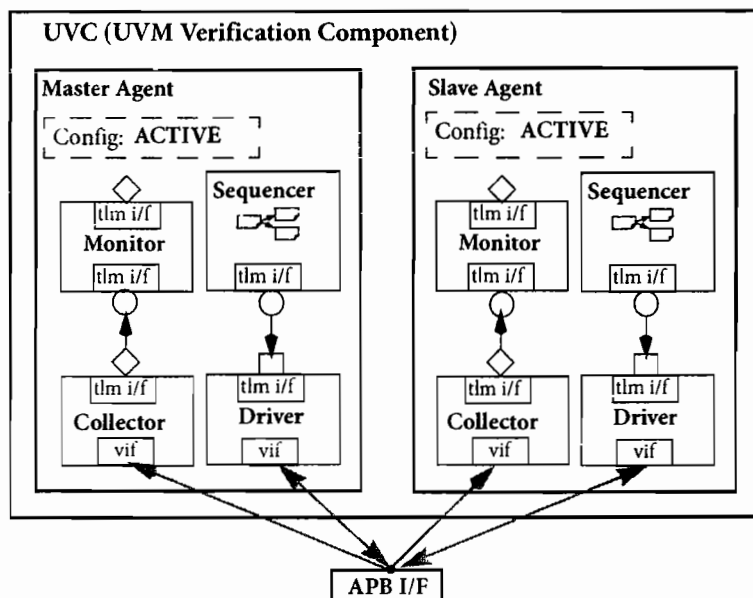 UVC (UVM Verification Component)
Master Agent
Config: ACTIVE
tlm i/f
Monitor
tlm i/f
Sequencer
tlm i/f
tlm i/f
Collector
vif
tlm i/f
Driver
vif
Slave Agent
Config: ACTIVE
tlm i/f
Monitor
tlm i/f
Sequencer
tlm i/f
tlm i/f
Collector
vif
tlm i/f
Driver
vif
APB I/F